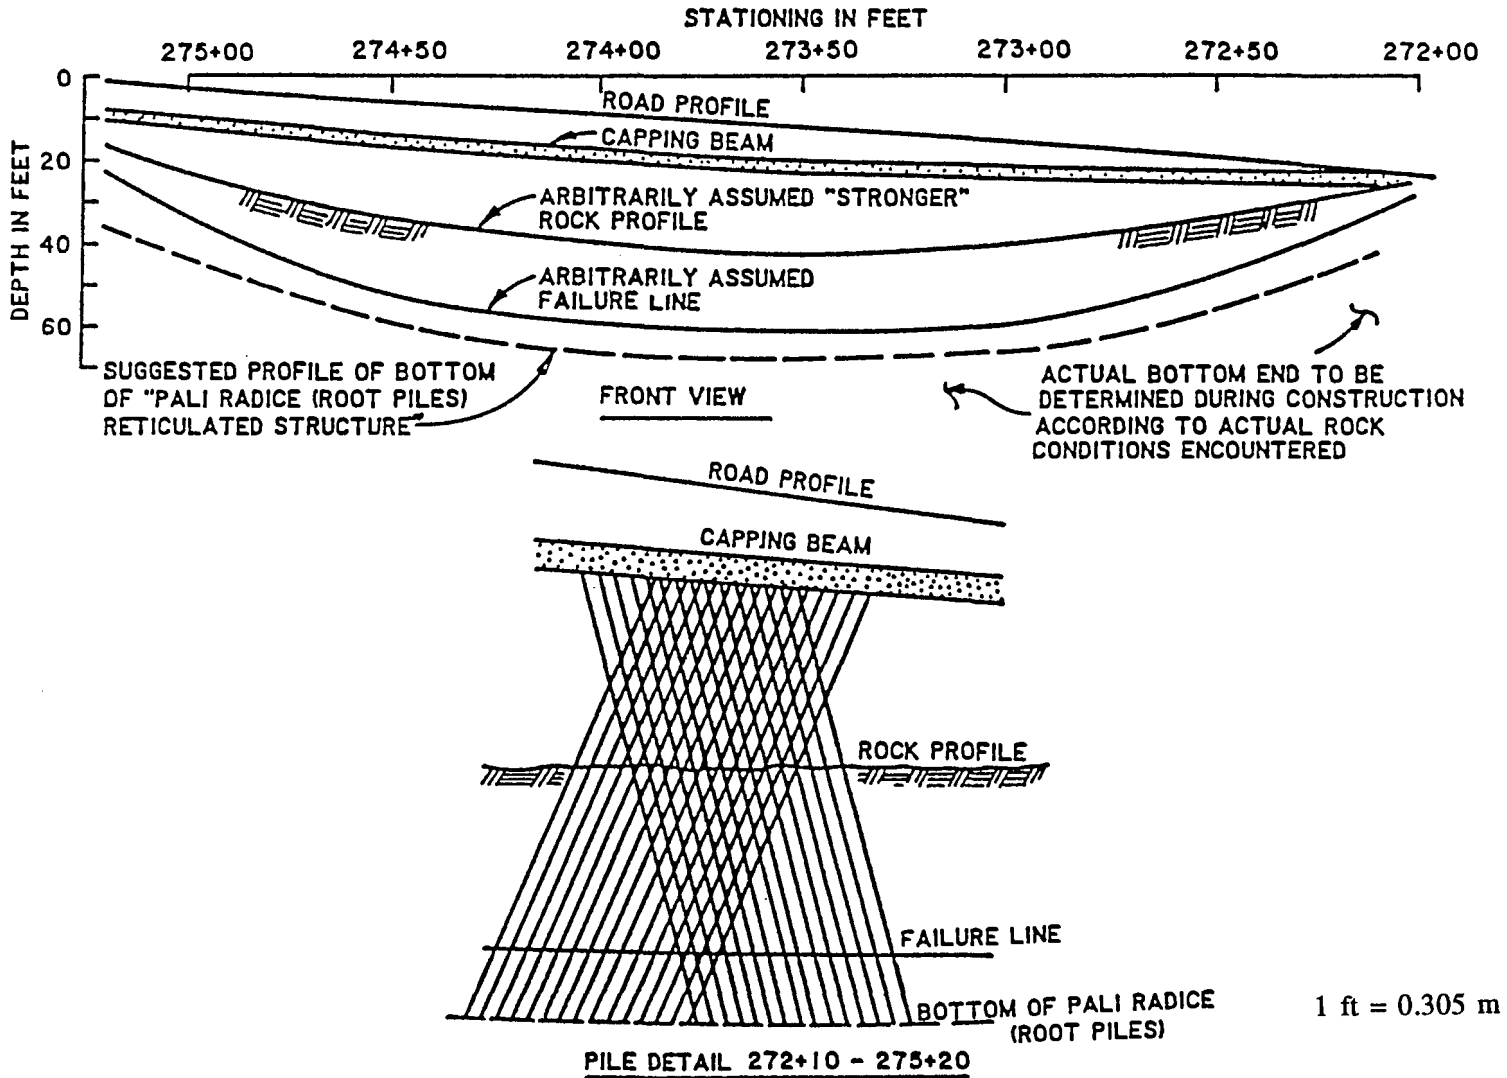 STATIONING IN FEET
275+00 274+50 274+00 273+50 273+00 272+50 272+00
0
20
40
60
DEPTH IN FEET
ROAD PROFILE
CAPPING BEAM
ARBITRARILY ASSUMED "STRONGER"
ROCK PROFILE
ARBITRARILY ASSUMED
FAILURE LINE
SUGGESTED PROFILE OF BOTTOM
OF "PALI RADICE (ROOT PILES)
RETICULATED STRUCTURE
FRONT VIEW
ACTUAL BOTTOM END TO BE
DETERMINED DURING CONSTRUCTION
ACCORDING TO ACTUAL ROCK
CONDITIONS ENCOUNTERED
ROAD PROFILE
CAPPING BEAM
ROCK PROFILE
FAILURE LINE
BOTTOM OF PALI RADICE
(ROOT PILES)
1 ft = 0.305 m
PILE DETAIL 272+10 - 275+20